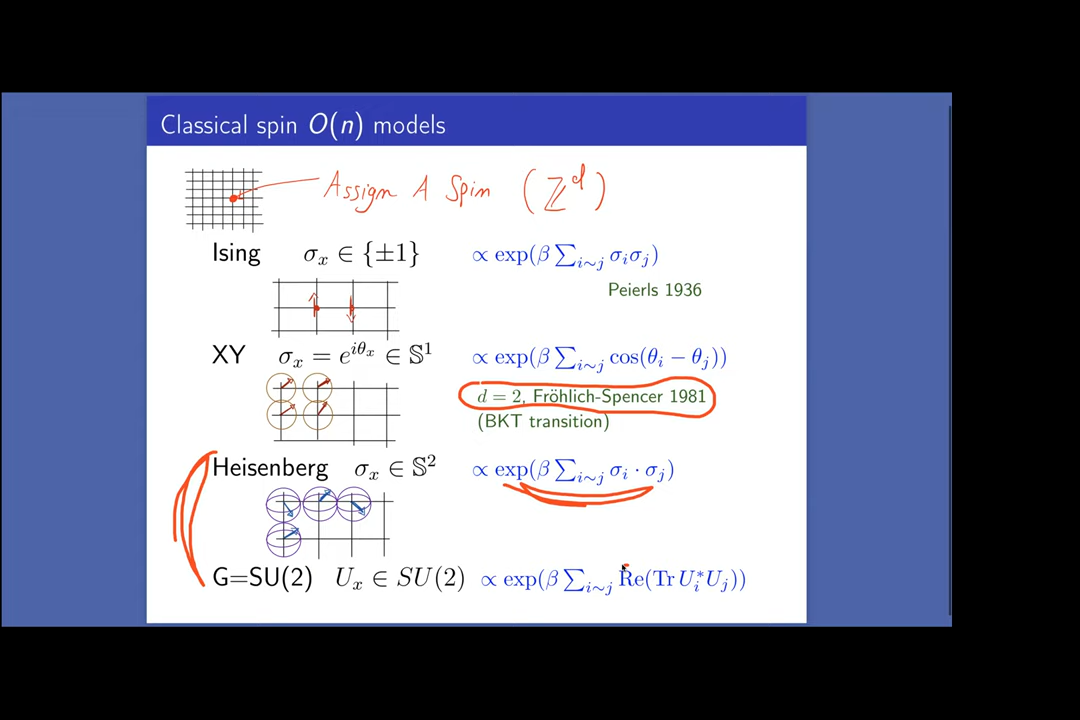 Classical spin O(n) models
Assign A Spin (ℤ^d)
Ising σ_x ∈ {±1} ∝ exp(β ∑_{i∼j} σ_iσ_j)
Peierls 1936
XY σ_x = e^{iθ_x} ∈ 𝕊^1 ∝ exp(β ∑_{i∼j} cos(θ_i − θ_j))
d = 2, Fröhlich-Spencer 1981
(BKT transition)
Heisenberg σ_x ∈ 𝕊^2 ∝ exp(β ∑_{i∼j} σ_i · σ_j)
G=SU(2) U_x ∈ SU(2) ∝ exp(β ∑_{i∼j} Re(Tr U_i^* U_j))